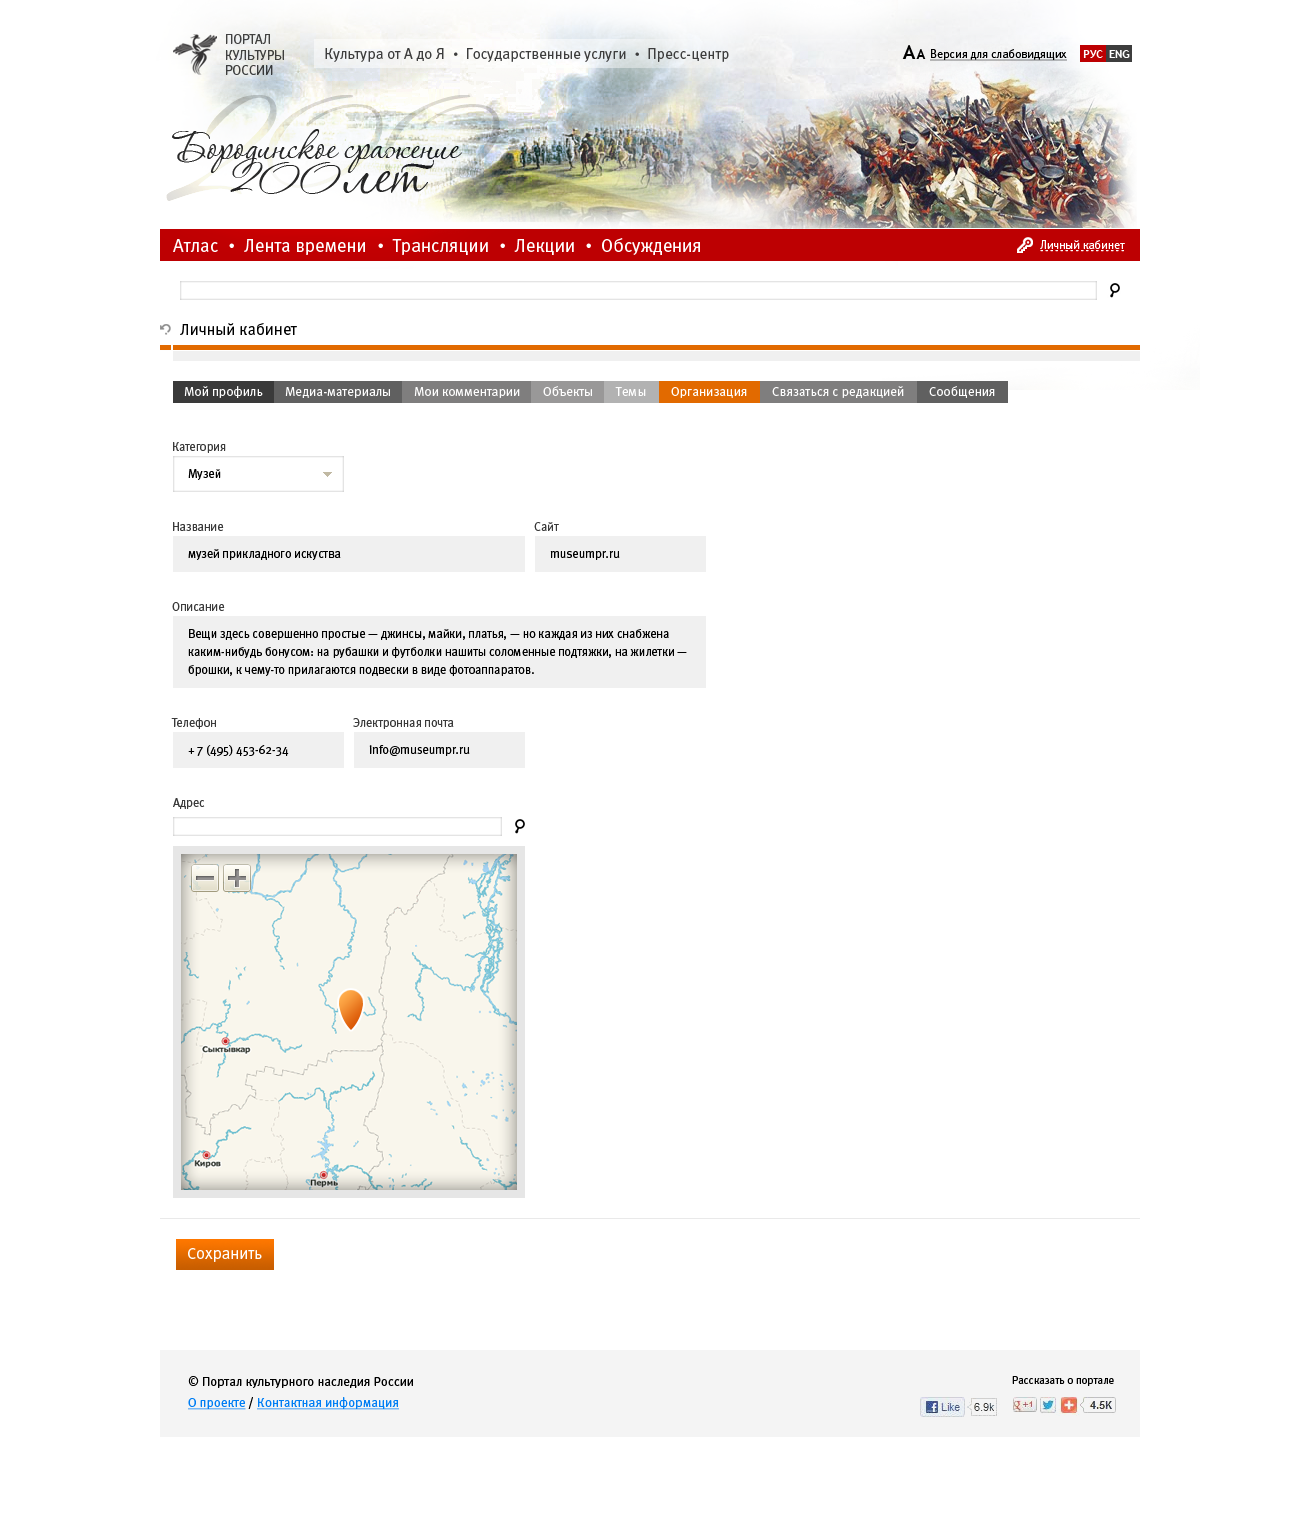 ПОРТАЛ
КУЛЬТУРЫ
РОССИИ
Культура от А до Я • Государственные услуги • Пресс-центр
АА Версия для слабовидящих
РУС ENG
Бородинское сражение
200 лет
Атлас • Лента времени • Трансляции • Лекции • Обсуждения
Личный кабинет
Личный кабинет
Мой профиль Медиа-материалы Мои комментарии Объекты Темы Организация Связаться с редакцией Сообщения
Категория
Музей
Название Сайт
музей прикладного искуства museumpr.ru
Описание
Вещи здесь совершенно простые — джинсы, майки, платья, — но каждая из них снабжена
каким-нибудь бонусом: на рубашки и футболки нашиты соломенные подтяжки, на жилетки —
брошки, к чему-то прилагаются подвески в виде фотоаппаратов.
Телефон Электронная почта
+ 7 (495) 453-62-34 Info@museumpr.ru
Адрес
Сыктывкар
Киров
Пермь
Сохранить
© Портал культурного наследия России
О проекте / Контактная информация
Рассказать о портале
Like 6.9k g +1 4.5K